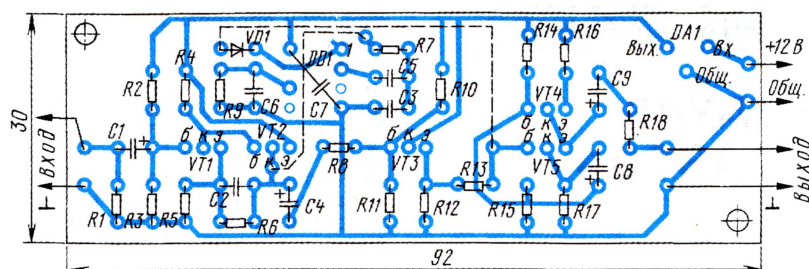 VD1
R14
R16
DA1
R4
DD1
1
R7
Вых.
Вх
+12 В
R2
C5
Общ.
C9
R9
C6
C7
C3
R10
VT4
Общ.
30
C1
+
б к э
VT2
б к э
+
R18
ВХОД
VT1
б к э
R8
б к э
VT3
б к э
VT5
ВЫХОД
C2
+
R13
+
C8
⊥
R1
R3
R5
R6
C4
R11
R12
R15
R17
⊥
92